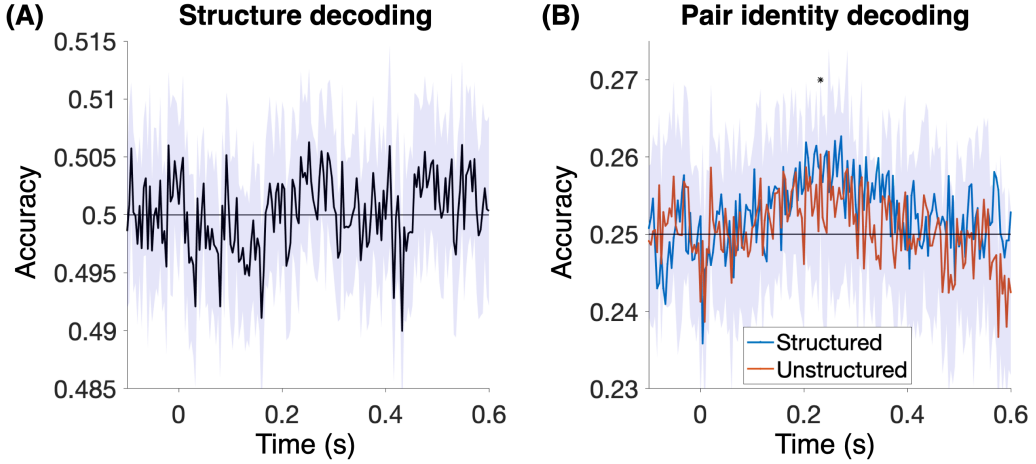 (A) Structure decoding
0.515
0.51
0.505
0.5
0.495
0.49
0.485
Accuracy
0 0.2 0.4 0.6
Time (s)
(B) Pair identity decoding
0.27
0.26
0.25
0.24
0.23
Accuracy
*
Structured
Unstructured
0 0.2 0.4 0.6
Time (s)